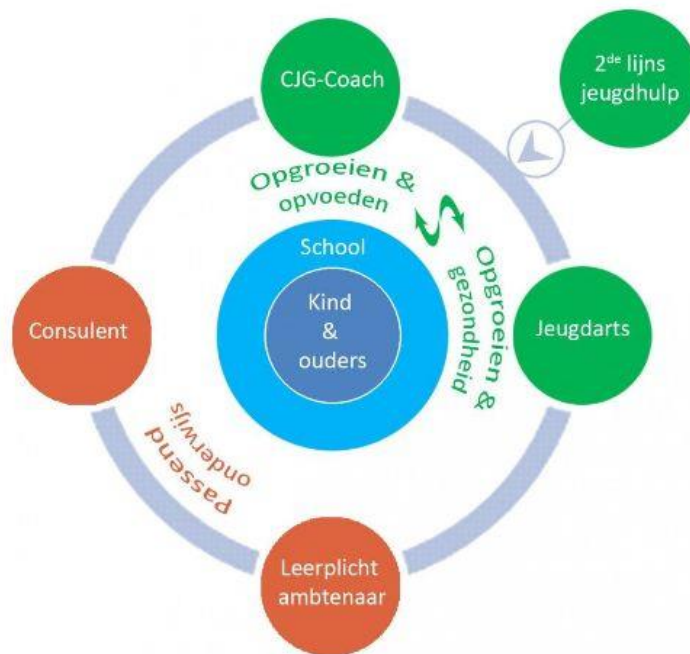 CJG-Coach
2de lijns
jeugdhulp
Opgroeien &
opvoeden
Opgroeien &
gezondheid
School
Kind
&
ouders
Consulent
Jeugdarts
Passend
onderwijs
Leerplicht
ambtenaar